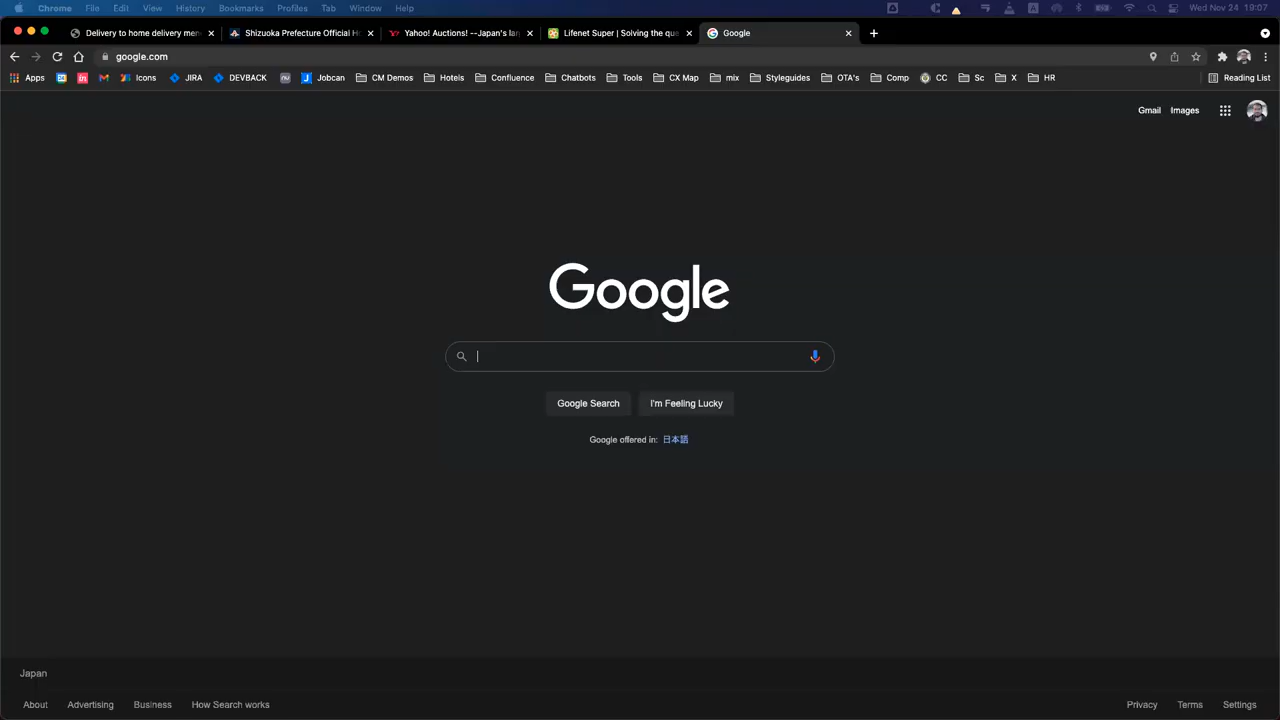 Chrome File Edit View History Bookmarks Profiles Tab Window Help Wed Nov 24 19:07
Delivery to home delivery men Shizuoka Prefecture Official H Yahoo! Auctions! --Japan's la Lifenet Super | Solving the que Google
google.com
Apps Icons JIRA DEVBACK Jobcan CM Demos Hotels Confluence Chatbots Tools CX Map mix Styleguides OTA's Comp CC Sc X HR Reading List
Gmail Images
Google
Google Search I'm Feeling Lucky
Google offered in: 日本語
Japan
About Advertising Business How Search works Privacy Terms Settings